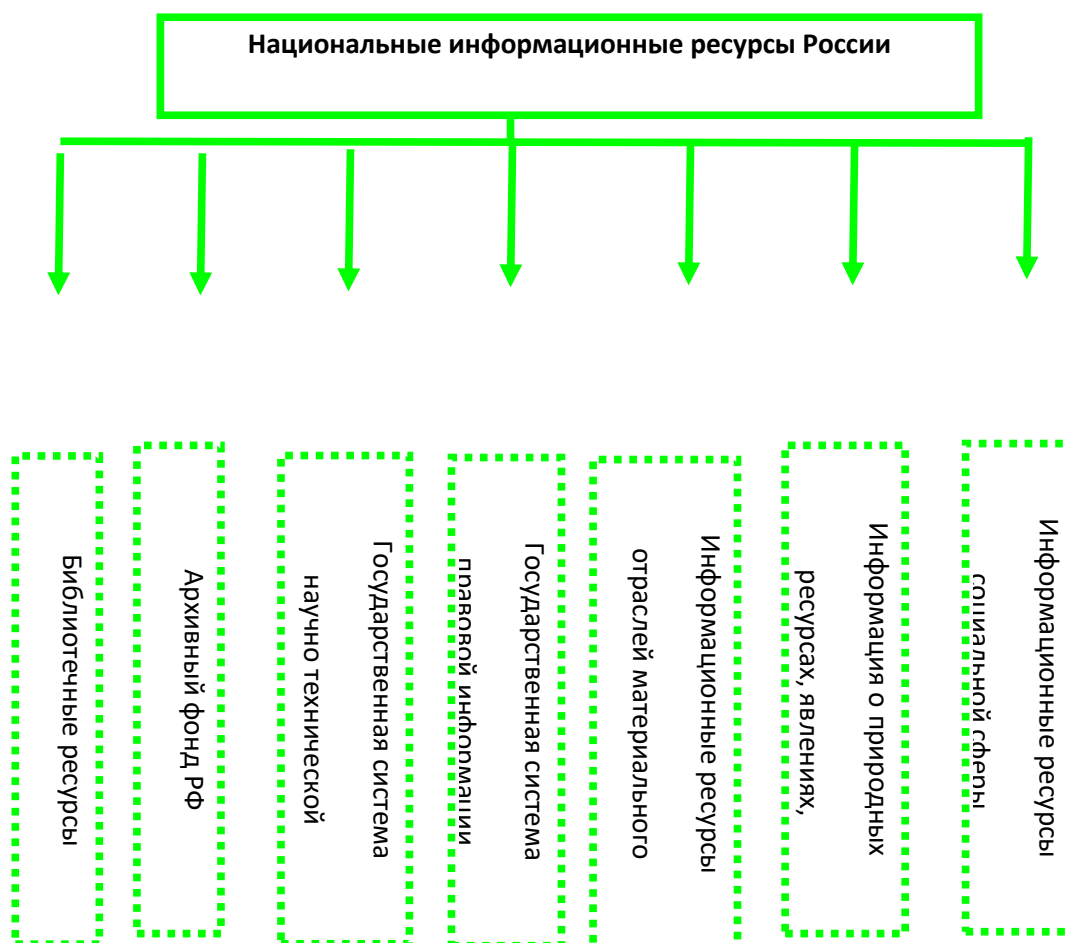 Национальные информационные ресурсы России
Библиотечные ресурсы
Архивный фонд РФ
Государственная система
научно технической
Государственная система
правовой информации
Информационные ресурсы
отраслей материального
Информация о природных
ресурсах, явлениях,
Информационные ресурсы
социальной сферы